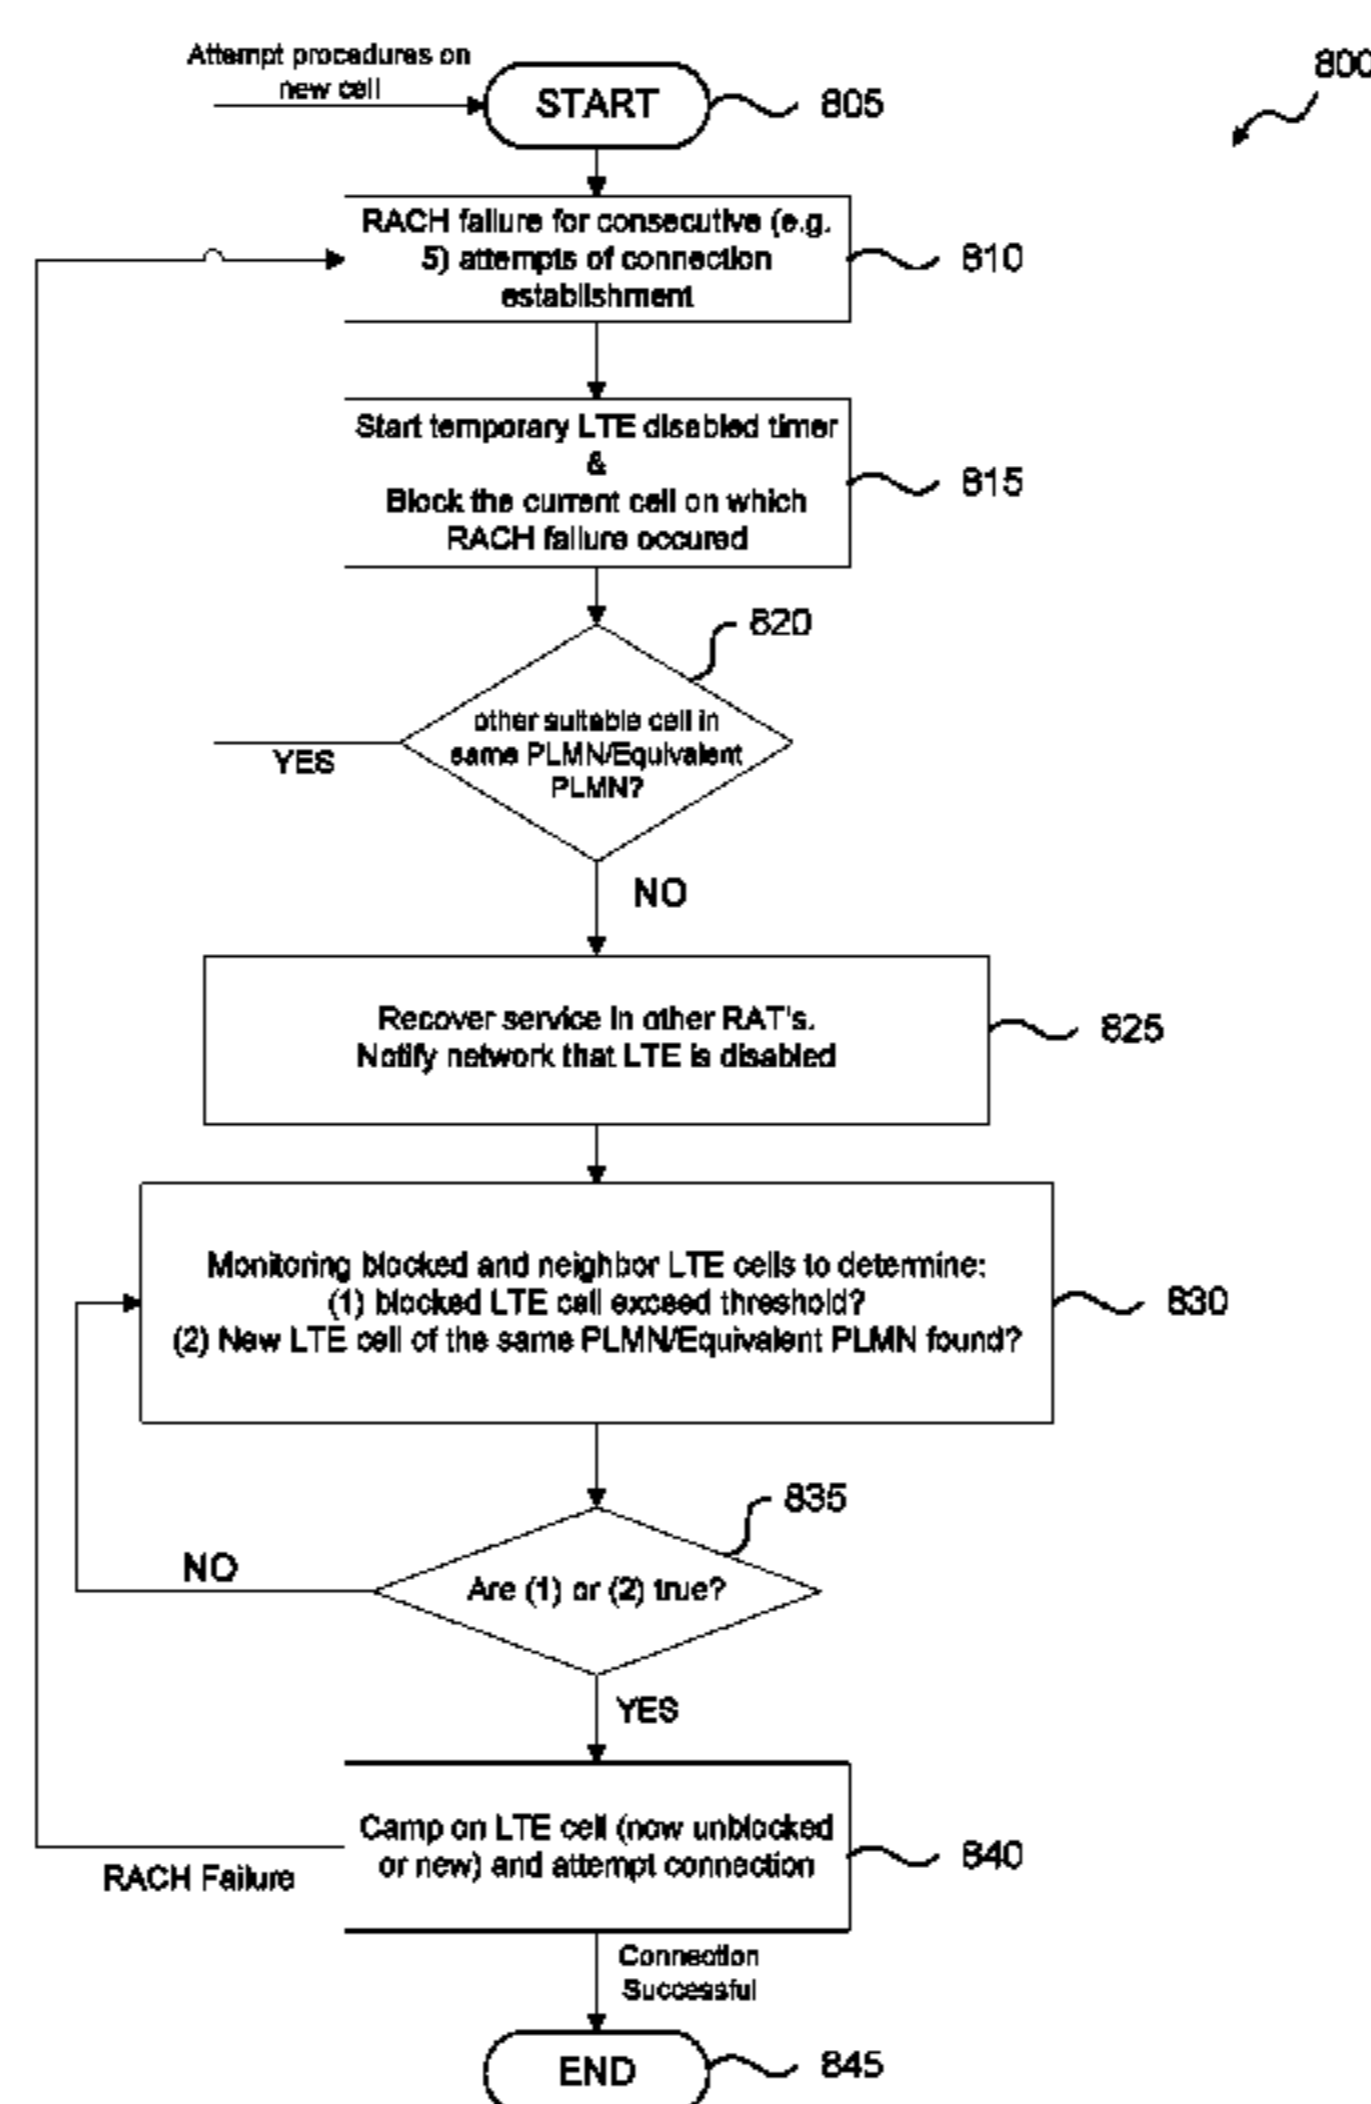 Attempt procedures on
new cell
800
START
805
RACH failure for consecutive (e.g.
5) attempts of connection
establishment
810
Start temporary LTE disabled timer
&
Block the current cell on which
RACH failure occured
815
820
other suitable cell in
same PLMN/Equivalent
PLMN?
YES
NO
Recover service in other RAT's.
Notify network that LTE is disabled
825
Monitoring blocked and neighbor LTE cells to determine:
(1) blocked LTE cell exceed threshold?
(2) New LTE cell of the same PLMN/Equivalent PLMN found?
830
835
NO
Are (1) or (2) true?
YES
Camp on LTE cell (now unblocked
or new) and attempt connection
840
RACH Failure
Connection
Successful
END
845